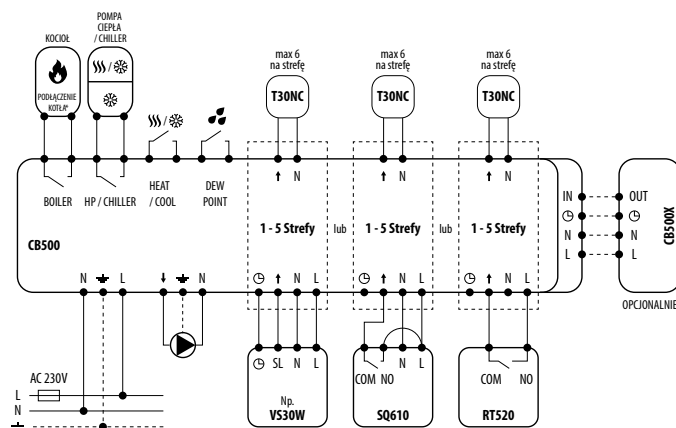 KOCIOŁ
POMPA
CIEPŁA
/ CHILLER
PODŁĄCZENIE
KOTŁA*
/
/
max 6
na strefę
T30NC
max 6
na strefę
T30NC
max 6
na strefę
T30NC
BOILER
HP / CHILLER
HEAT
/ COOL
DEW
POINT
N
N
N
1 - 5 Strefy
lub
1 - 5 Strefy
lub
1 - 5 Strefy
CB500
IN
N
L
OUT
N
L
CB500X
OPCJONALNIE
N L
N
N L
N L
N L
AC 230V
L
N
SL N L
Np.
VS30W
COM NO N L
SQ610
COM NO
RT520